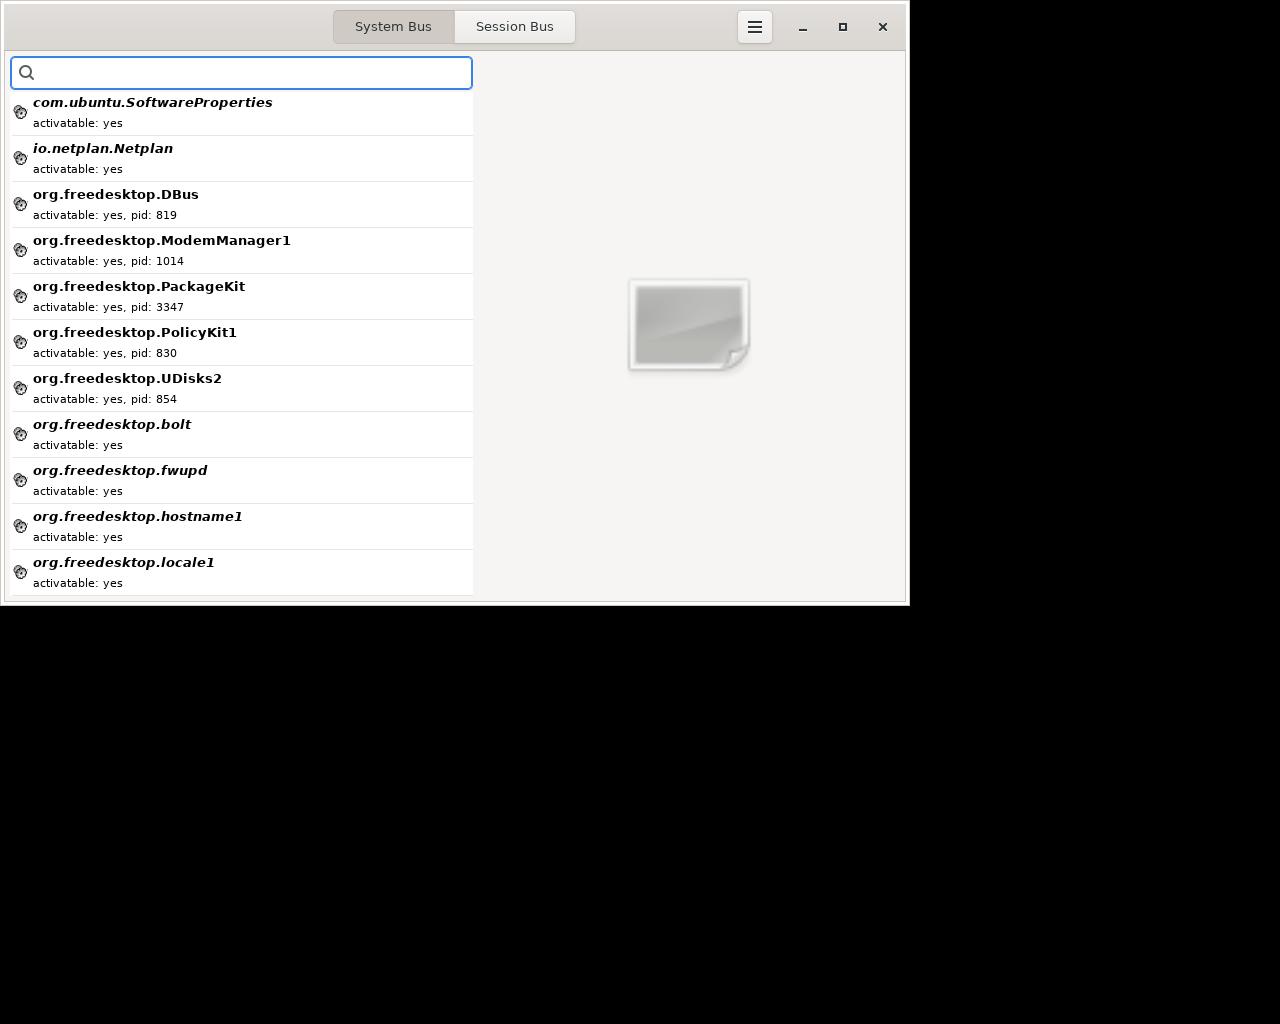 System Bus
Session Bus
com.ubuntu.SoftwareProperties
activatable: yes
io.netplan.Netplan
activatable: yes
org.freedesktop.DBus
activatable: yes, pid: 819
org.freedesktop.ModemManager1
activatable: yes, pid: 1014
org.freedesktop.PackageKit
activatable: yes, pid: 3347
org.freedesktop.PolicyKit1
activatable: yes, pid: 830
org.freedesktop.UDisks2
activatable: yes, pid: 854
org.freedesktop.bolt
activatable: yes
org.freedesktop.fwupd
activatable: yes
org.freedesktop.hostname1
activatable: yes
org.freedesktop.locale1
activatable: yes